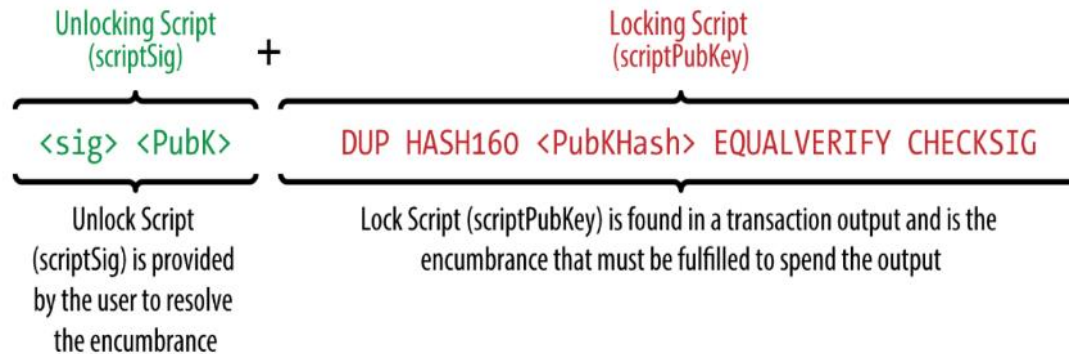 Unlocking Script
(scriptSig)
+
Locking Script
(scriptPubKey)
<sig> <PubK>
DUP HASH160 <PubKHash> EQUALVERIFY CHECKSIG
Unlock Script
(scriptSig) is provided
by the user to resolve
the encumbrance
Lock Script (scriptPubKey) is found in a transaction output and is the
encumbrance that must be fulfilled to spend the output